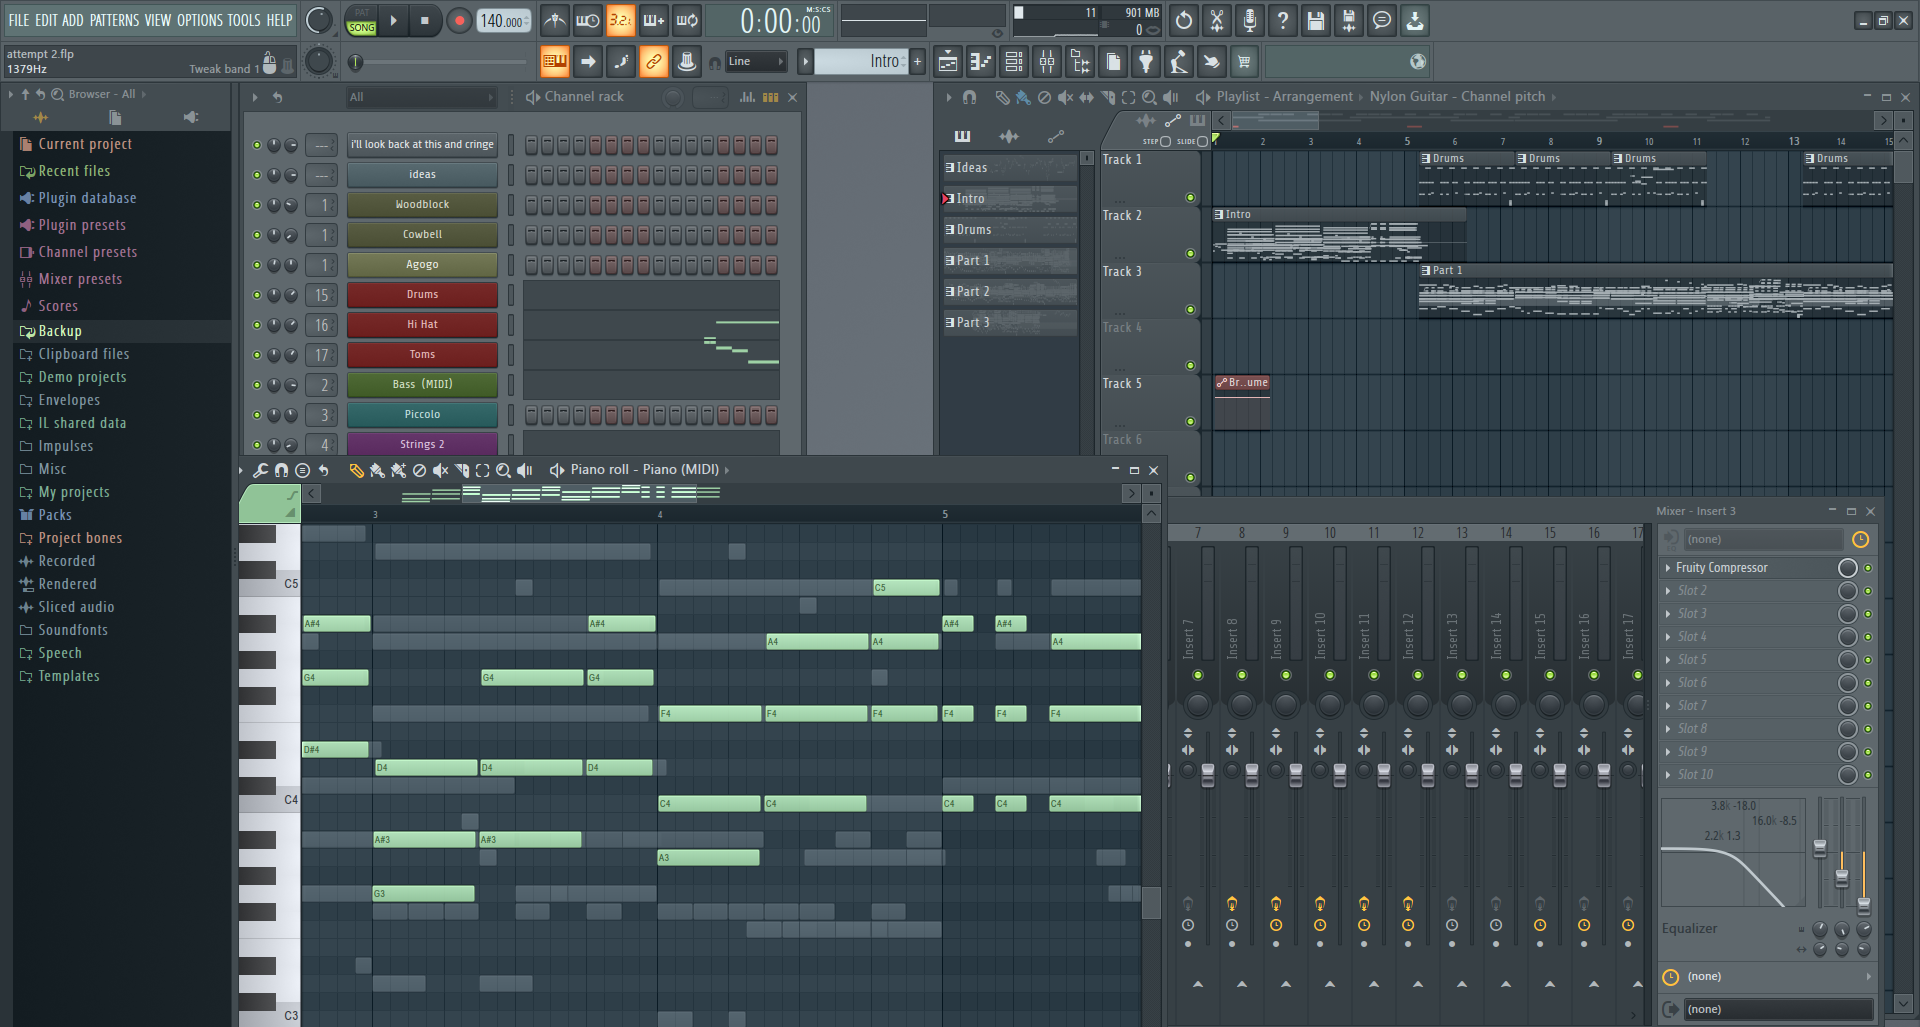 FILE EDIT ADD PATTERNS VIEW OPTIONS TOOLS HELP
PAT
SONG
140.000
3.2:
0:00:00
M:S:CS
11
901 MB
0
attempt 2.flp
1379Hz
Tweak band 1
Line
Intro
Browser - All
Current project
Recent files
Plugin database
Plugin presets
Channel presets
Mixer presets
Scores
Backup
Clipboard files
Demo projects
Envelopes
IL shared data
Impulses
Misc
My projects
Packs
Project bones
Recorded
Rendered
Sliced audio
Soundfonts
Speech
Templates
All
Channel rack
--- i'll look back at this and cringe
--- ideas
1 Woodblock
1 Cowbell
1 Agogo
15 Drums
16 Hi Hat
17 Toms
2 Bass (MIDI)
3 Piccolo
4 Strings 2
Playlist - Arrangement Nylon Guitar - Channel pitch
STEP SLIDE
2 3 4 5 6 7 8 9 10 11 12 13 14 15
Ideas
Intro
Drums
Part 1
Part 2
Part 3
Track 1
Drums Drums Drums Drums
Track 2
Intro
Track 3
Part 1
Track 4
Track 5
Br..ume
Track 6
Piano roll - Piano (MIDI)
3 4 5
C5
C5
A#4 A#4 A#4 A#4
A4 A4 A4
G4 G4 G4
F4 F4 F4 F4 F4 F4
D#4
D4 D4 D4
C4
C4 C4 C4 C4 C4
A#3 A#3
A3
G3
C3
Mixer - Insert 3
7 8 9 10 11 12 13 14 15 16 17
Insert 7
Insert 8
Insert 9
Insert 10
Insert 11
Insert 12
Insert 13
Insert 14
Insert 15
Insert 16
Insert 17
(none)
Fruity Compressor
Slot 2
Slot 3
Slot 4
Slot 5
Slot 6
Slot 7
Slot 8
Slot 9
Slot 10
3.8k -18.0
16.0k -8.5
2.2k 1.3
Equalizer
(none)
(none)